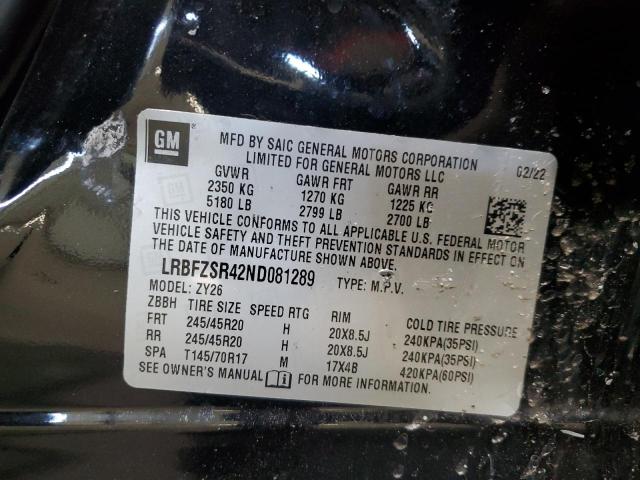 GM
MFD BY SAIC GENERAL MOTORS CORPORATION
LIMITED FOR GENERAL MOTORS LLC
02/22
GVWR GAWR FRT GAWR RR
2350 KG 1270 KG 1225 KG
5180 LB 2799 LB 2700 LB
THIS VEHICLE CONFORMS TO ALL APPLICABLE U.S. FEDERAL MOTOR
VEHICLE SAFETY AND THEFT PREVENTION STANDARDS IN EFFECT ON
THE DATE OF MANUFACTURE SHOWN ABOVE.
LRBFZSR42ND081289 TYPE: M.P.V.
MODEL: ZY26
ZBBH TIRE SIZE SPEED RTG RIM COLD TIRE PRESSURE
FRT 245/45R20 H 20X8.5J 240KPA(35PSI)
RR 245/45R20 H 20X8.5J 240KPA(35PSI)
SPA T145/70R17 M 17X4B 420KPA(60PSI)
SEE OWNER'S MANUAL FOR MORE INFORMATION.